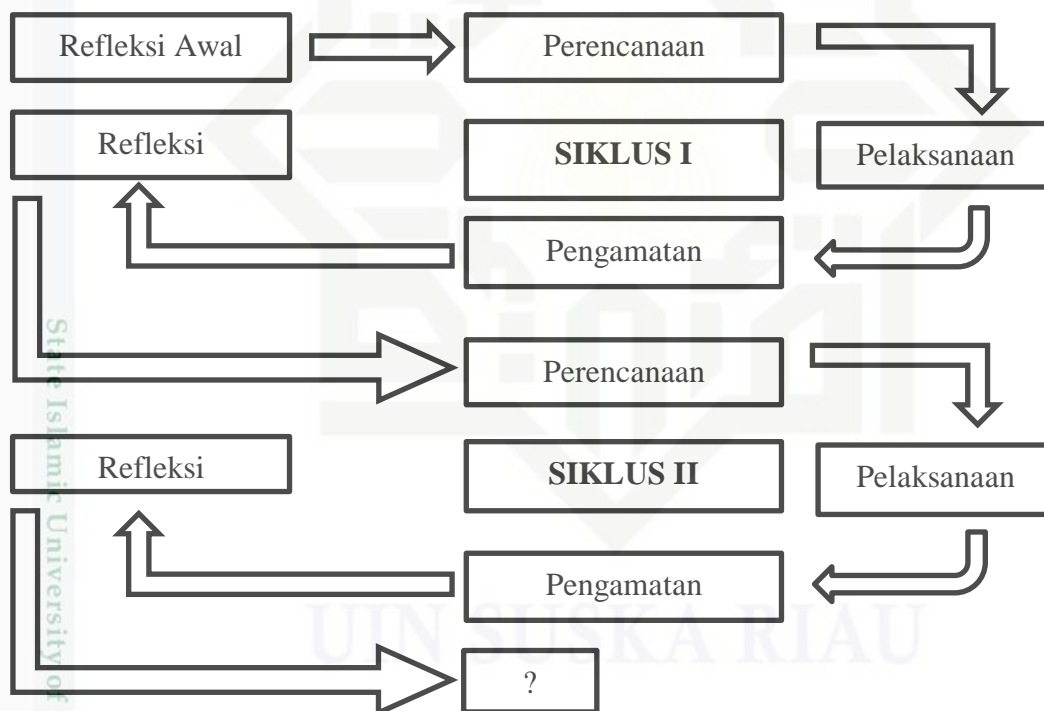 Refleksi Awal
Perencanaan
Refleksi
SIKLUS I
Pelaksanaan
Pengamatan
Perencanaan
Refleksi
SIKLUS II
Pelaksanaan
Pengamatan
?
State Islamic University of
UIN SUSKA RIAU